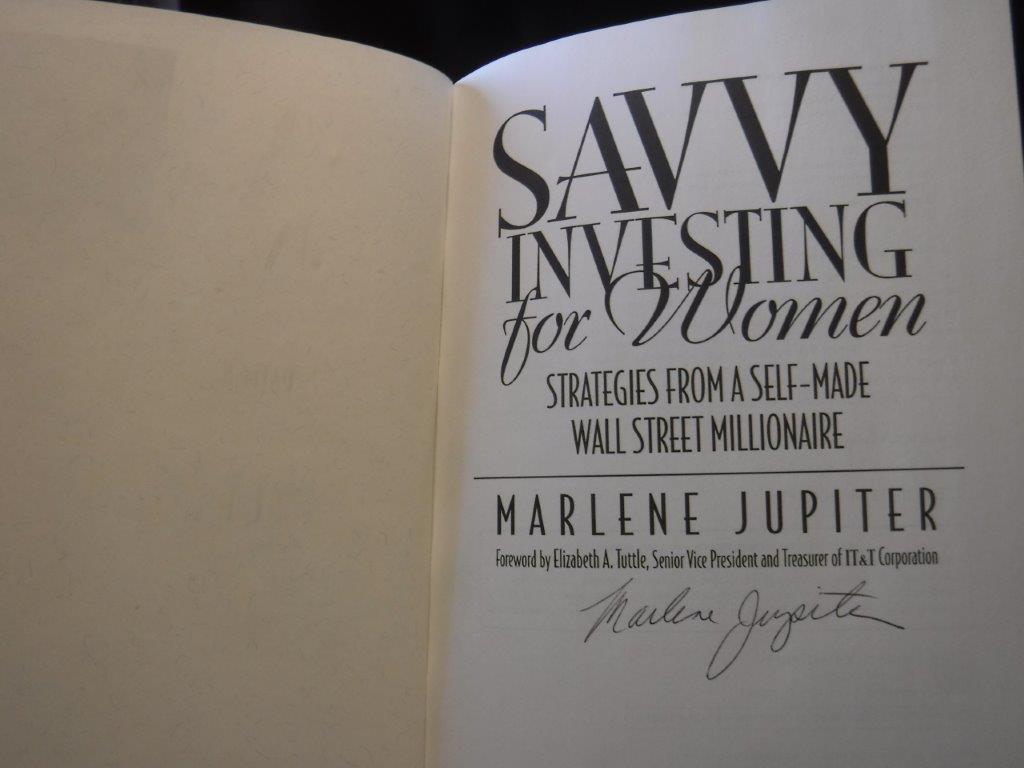 SAVVY
INVESTING
for Women
STRATEGIES FROM A SELF-MADE
WALL STREET MILLIONAIRE
MARLENE JUPITER
Foreword by Elizabeth A. Tuttle, Senior Vice President and Treasurer of IT&T Corporation
Marlene Jupiter